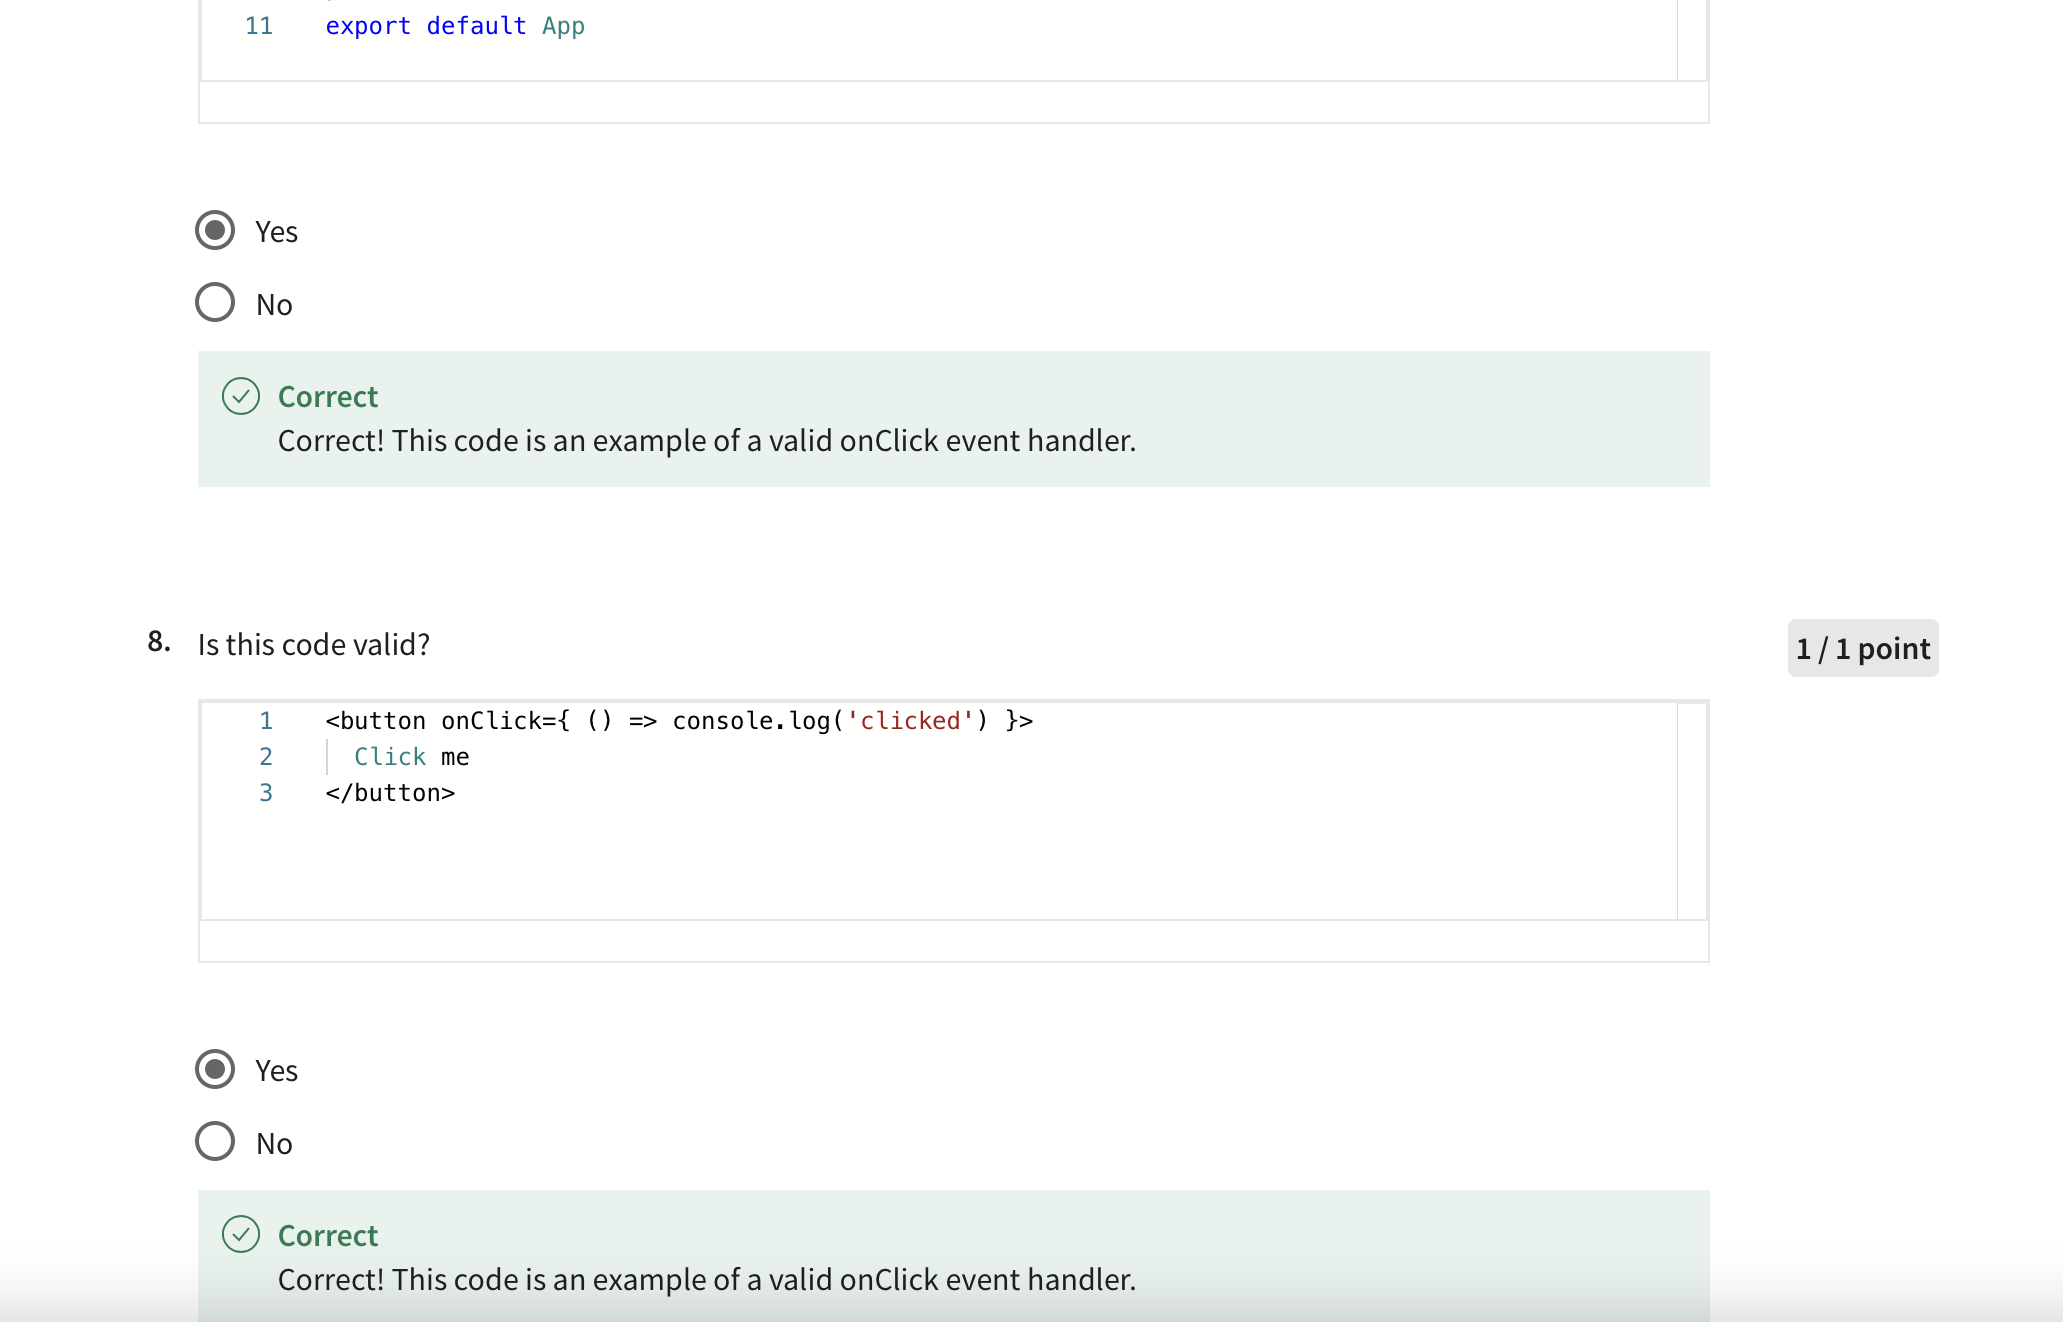 11 export default App
Yes
No
Correct
Correct! This code is an example of a valid onClick event handler.
8. Is this code valid?
1 / 1 point
1 <button onClick={ () => console.log('clicked') }>
2 Click me
3 </button>
Yes
No
Correct
Correct! This code is an example of a valid onClick event handler.